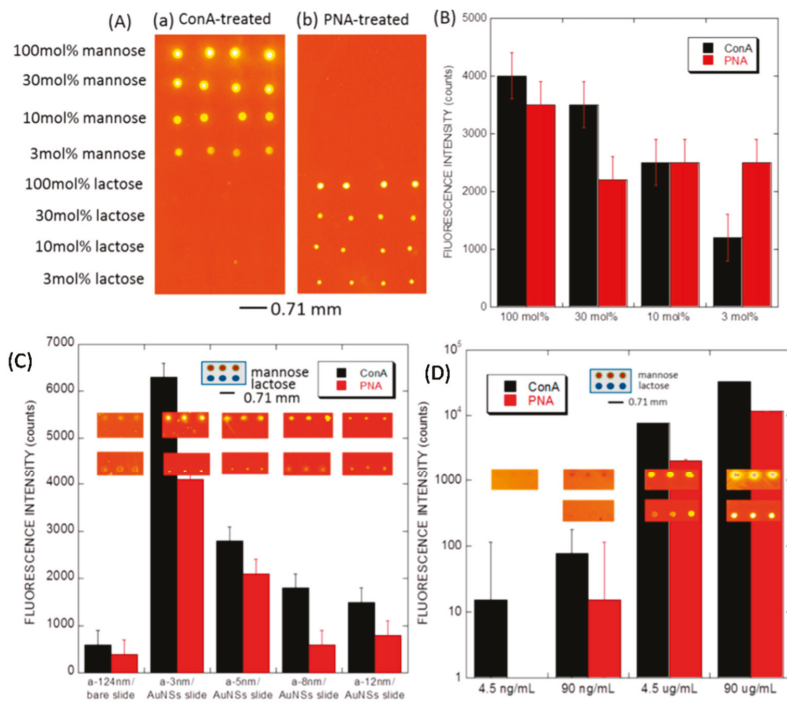 (A) (a) ConA-treated (b) PNA-treated
100mol% mannose
30mol% mannose
10mol% mannose
3mol% mannose
100mol% lactose
30mol% lactose
10mol% lactose
3mol% lactose
0.71 mm
(B)
FLUORESCENCE INTENSITY (counts)
5000
4000
3000
2000
1000
0
ConA
PNA
100 mol% 30 mol% 10 mol% 3 mol%
(C)
FLUORESCENCE INTENSITY (counts)
7000
6000
5000
4000
3000
2000
1000
0
mannose
lactose
0.71 mm
ConA
PNA
a-124nm/ a-3nm/ a-5nm/ a-8nm/ a-12nm/
bare slide AuNSs slide AuNSs slide AuNSs slide AuNSs slide
(D)
FLUORESCENCE INTENSITY (counts)
10⁵
10⁴
1000
100
10
1
ConA
PNA
mannose
lactose
0.71 mm
4.5 ng/mL 90 ng/mL 4.5 ug/mL 90 ug/mL